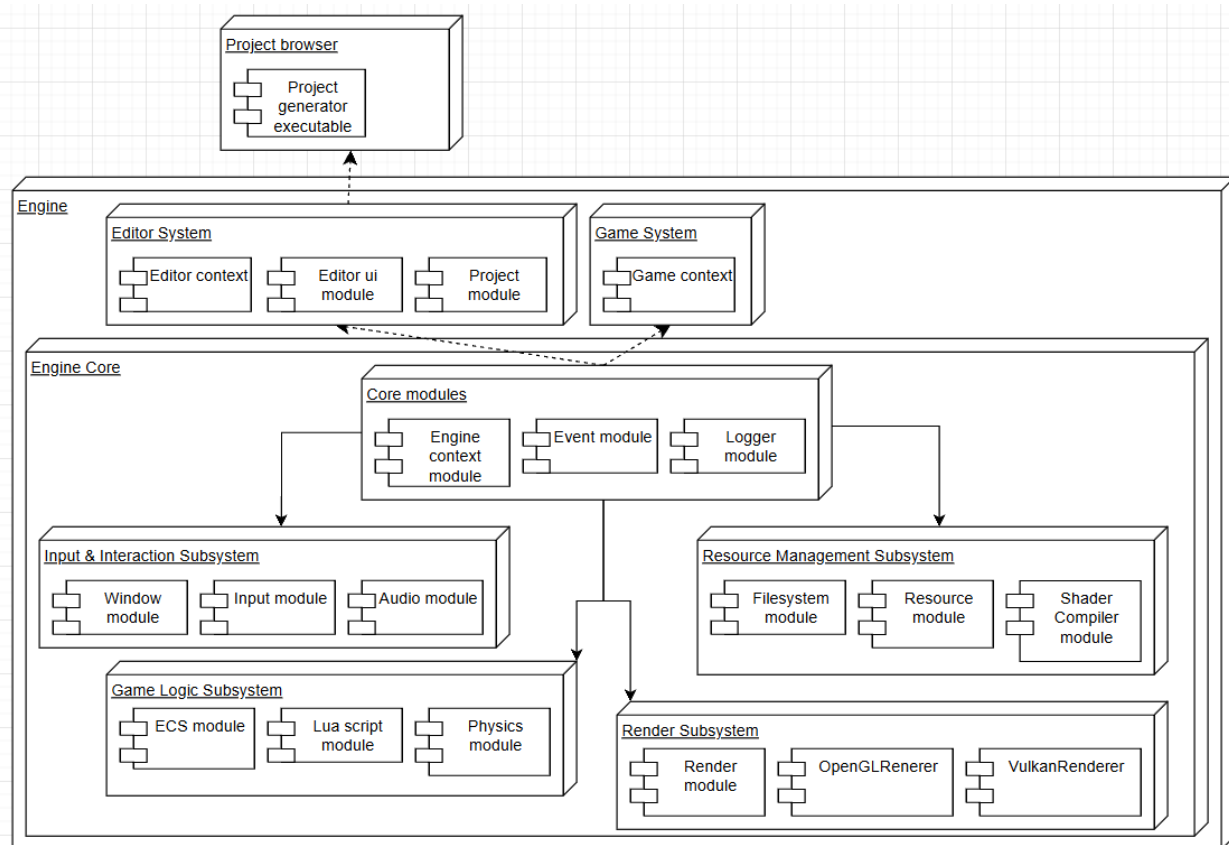 Project browser
Project
generator
executable
Engine
Editor System
Game System
Editor context
Editor ui
module
Project
module
Game context
Engine Core
Core modules
Engine
context
module
Event module
Logger
module
Input & Interaction Subsystem
Resource Management Subsystem
Window
module
Input module
Audio module
Filesystem
module
Resource
module
Shader
Compiler
module
Game Logic Subsystem
ECS module
Lua script
module
Physics
module
Render Subsystem
Render
module
OpenGLRenerer
VulkanRenderer